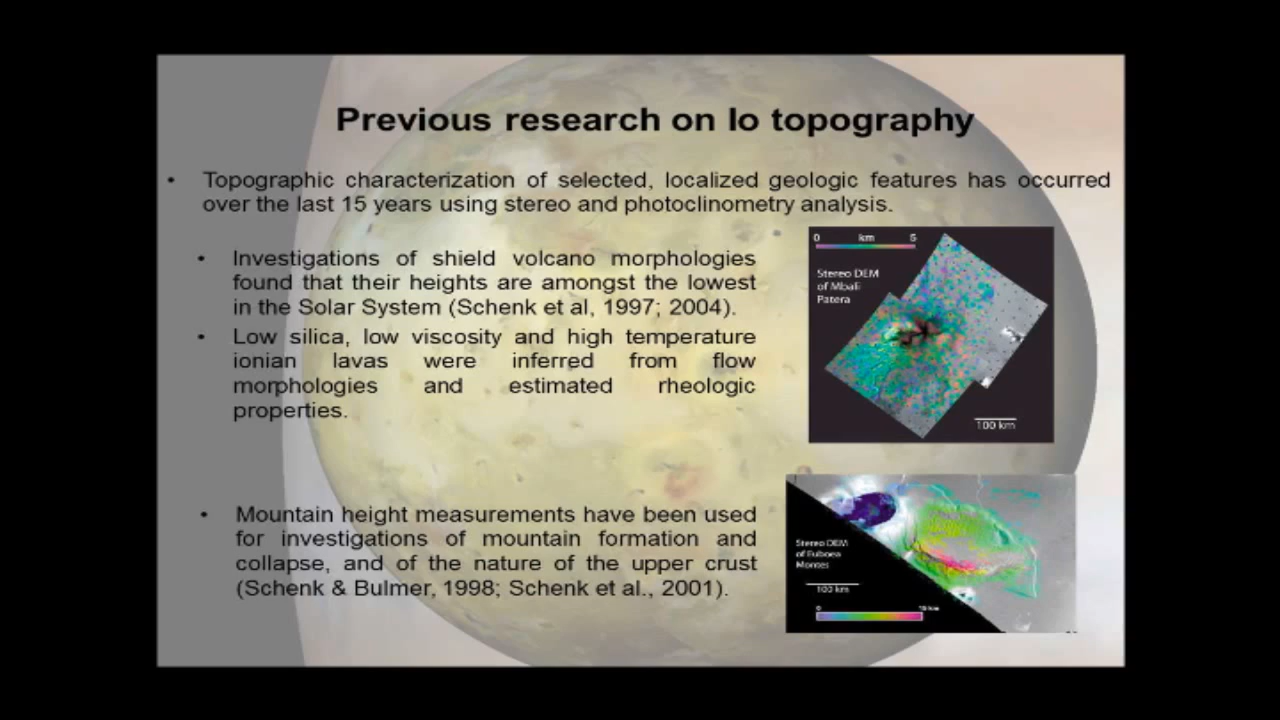 Previous research on Io topography
• Topographic characterization of selected, localized geologic features has occurred
over the last 15 years using stereo and photoclinometry analysis.
• Investigations of shield volcano morphologies
found that their heights are amongst the lowest
in the Solar System (Schenk et al, 1997; 2004).
• Low silica, low viscosity and high temperature
ionian lavas were inferred from flow
morphologies and estimated rheologic
properties.
0 km 5
Stereo DEM
of Mbali
Patera
100 km
• Mountain height measurements have been used
for investigations of mountain formation and
collapse, and of the nature of the upper crust
(Schenk & Bulmer, 1998; Schenk et al., 2001).
Stereo DEM
of Euboea
Montes
100 km
0 km